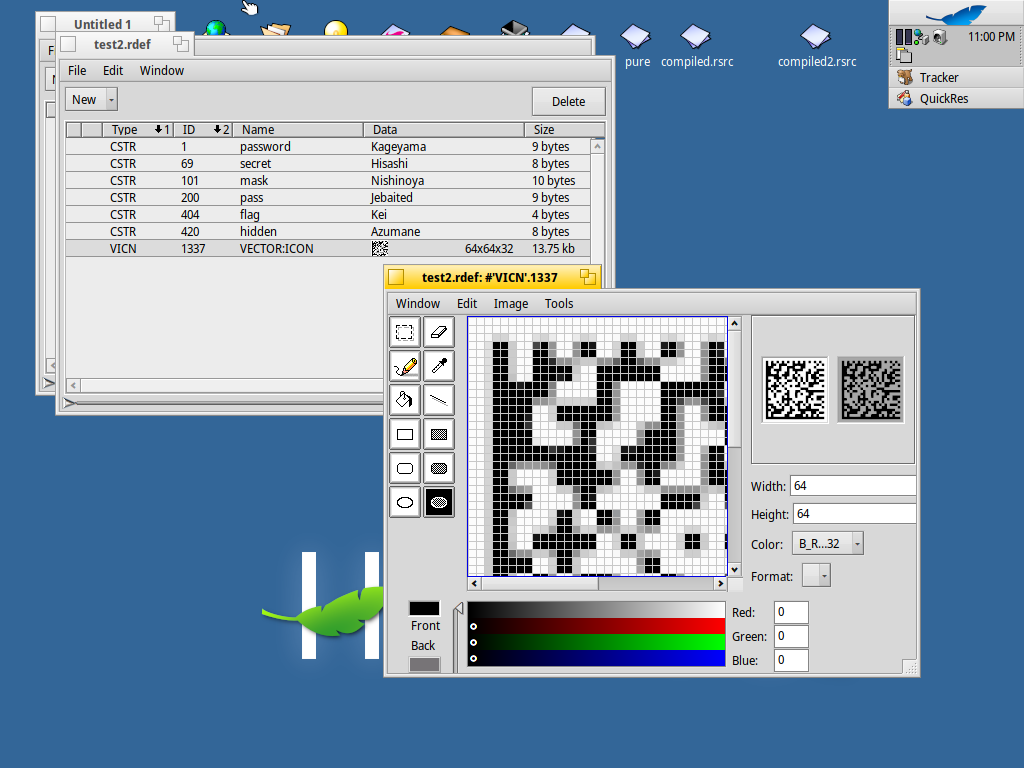 Untitled 1
test2.rdef
pure
compiled.rsrc
compiled2.rsrc
11:00 PM
Tracker
QuickRes
File Edit Window
New
Delete
Type 1 ID 2 Name Data Size
CSTR 1 password Kageyama 9 bytes
CSTR 69 secret Hisashi 8 bytes
CSTR 101 mask Nishinoya 10 bytes
CSTR 200 pass Jebaited 9 bytes
CSTR 404 flag Kei 4 bytes
CSTR 420 hidden Azumane 8 bytes
VICN 1337 VECTOR:ICON 64x64x32 13.75 kb
test2.rdef: #'VICN'.1337
Window Edit Image Tools
Width: 64
Height: 64
Color: B_R...32
Format:
Front
Back
Red: 0
Green: 0
Blue: 0
H